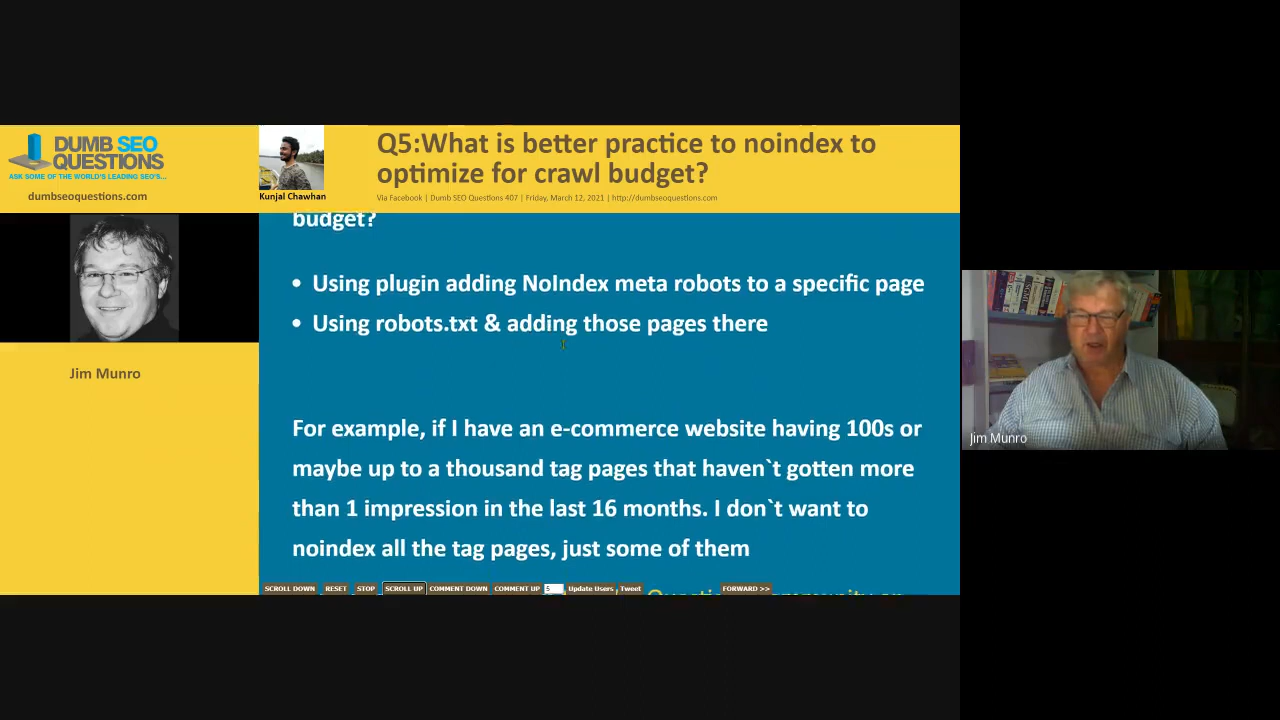 DUMB SEO
QUESTIONS
ASK SOME OF THE WORLD'S LEADING SEO'S...
dumbseoquestions.com
Kunjal Chawhan
Q5:What is better practice to noindex to
optimize for crawl budget?
Via Facebook | Dumb SEO Questions 407 | Friday, March 12, 2021 | http://dumbseoquestions.com
Jim Munro
budget?
• Using plugin adding NoIndex meta robots to a specific page
• Using robots.txt & adding those pages there
For example, if I have an e-commerce website having 100s or
maybe up to a thousand tag pages that haven`t gotten more
than 1 impression in the last 16 months. I don`t want to
noindex all the tag pages, just some of them
SCROLL DOWN RESET STOP SCROLL UP COMMENT DOWN COMMENT UP 5 Update Users Tweet FORWARD >>
Jim Munro